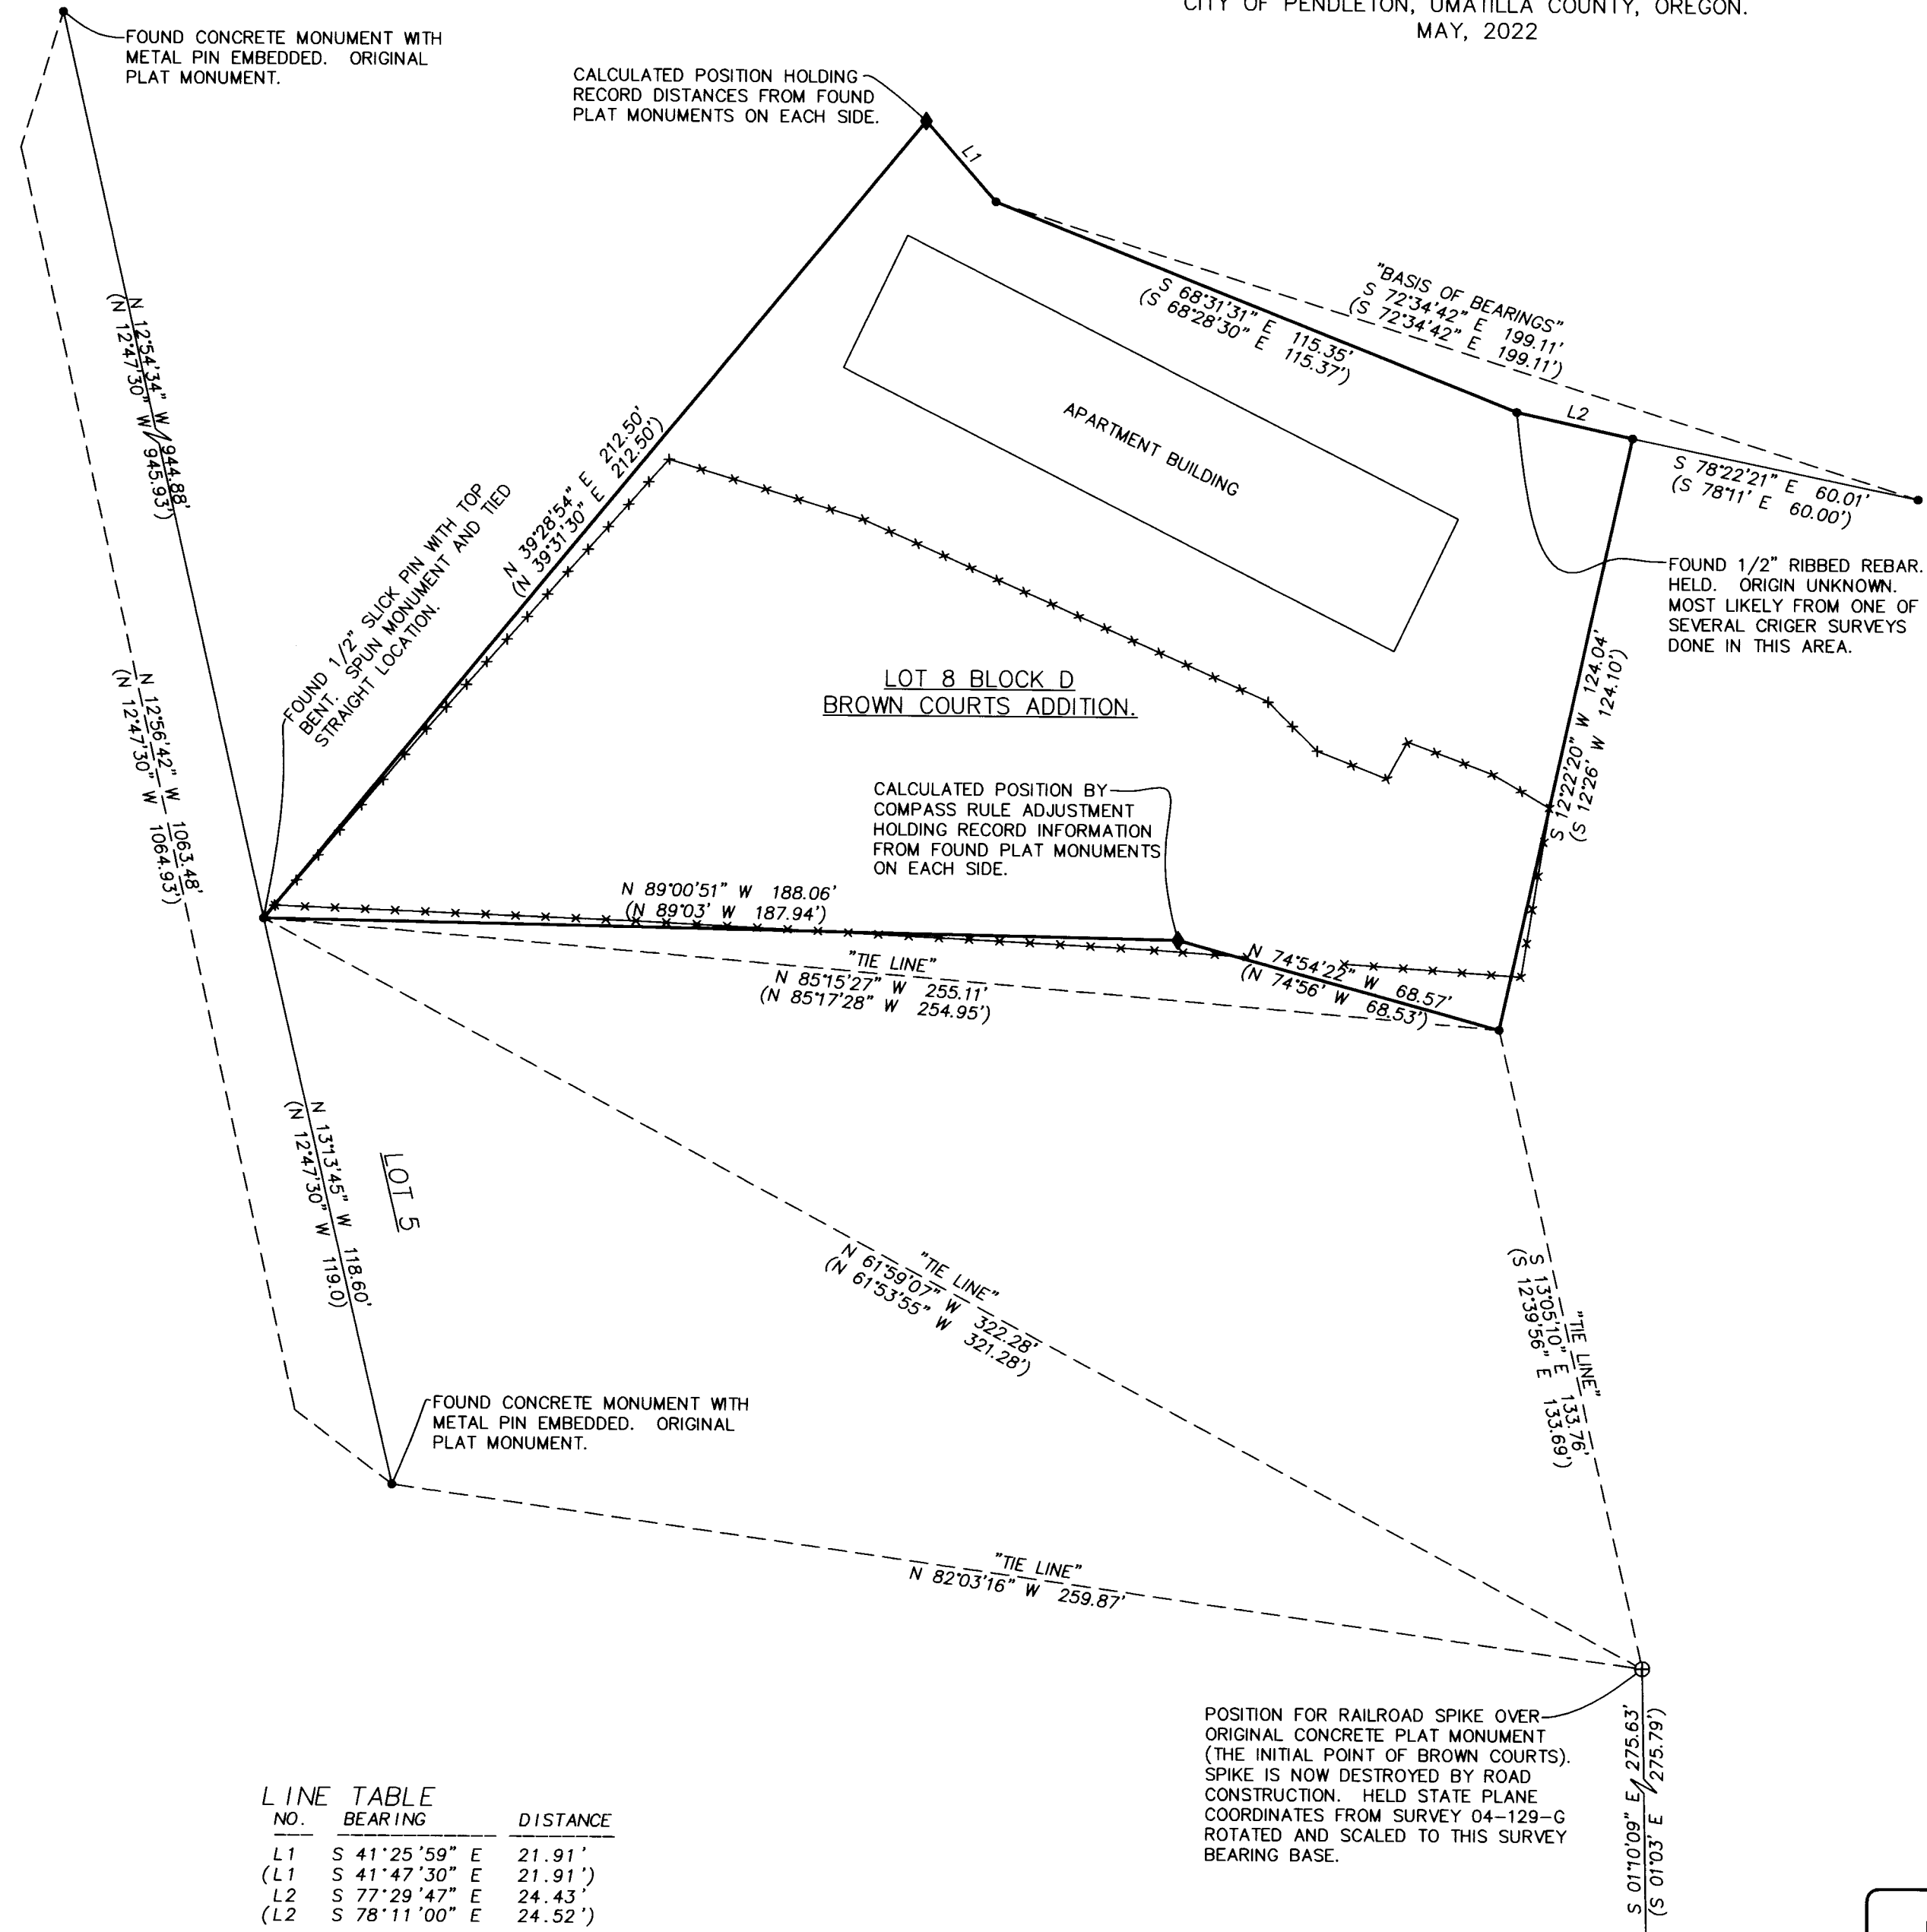 CITY OF PENDLETON, UMATILLA COUNTY, OREGON.
MAY, 2022
FOUND CONCRETE MONUMENT WITH
METAL PIN EMBEDDED. ORIGINAL
PLAT MONUMENT.
CALCULATED POSITION HOLDING
RECORD DISTANCES FROM FOUND
PLAT MONUMENTS ON EACH SIDE.
L1
"BASIS OF BEARINGS"
S 72°34'42" E 199.11'
(S 72°34'42" E 199.11')
S 68°31'31" E 115.35'
(S 68°28'30" E 115.37')
L2
S 78°22'21" E 60.01'
(S 78°11' E 60.00')
APARTMENT BUILDING
N 12°54'34" W 944.88'
(N 12°47'30" W 945.93')
N 39°28'54" E 212.50'
(N 39°31'30" E 212.50')
FOUND 1/2" SLICK PIN WITH TOP
BENT. SPUN MONUMENT AND TIED
STRAIGHT LOCATION.
FOUND 1/2" RIBBED REBAR.
HELD. ORIGIN UNKNOWN.
MOST LIKELY FROM ONE OF
SEVERAL CRIGER SURVEYS
DONE IN THIS AREA.
LOT 8 BLOCK D
BROWN COURTS ADDITION.
S 12°22'20" W 124.04'
(S 12°26' W 124.10')
N 12°56'42" W 1063.48'
(N 12°47'30" W 1064.93')
CALCULATED POSITION BY
COMPASS RULE ADJUSTMENT
HOLDING RECORD INFORMATION
FROM FOUND PLAT MONUMENTS
ON EACH SIDE.
N 89°00'51" W 188.06'
(N 89°03' W 187.94')
"TIE LINE"
N 85°15'27" W 255.11'
(N 85°17'28" W 254.95')
N 74°54'22" W 68.57'
(N 74°56' W 68.53')
N 13°13'45" W 118.60'
(N 12°47'30" W 119.0)
LOT 5
"TIE LINE"
N 61°59'07" W 322.28'
(N 61°53'55" W 321.28')
"TIE LINE"
S 13°05'10" E 133.76'
(S 12°39'56" E 133.69')
FOUND CONCRETE MONUMENT WITH
METAL PIN EMBEDDED. ORIGINAL
PLAT MONUMENT.
"TIE LINE"
N 82°03'16" W 259.87'
POSITION FOR RAILROAD SPIKE OVER
ORIGINAL CONCRETE PLAT MONUMENT
(THE INITIAL POINT OF BROWN COURTS).
SPIKE IS NOW DESTROYED BY ROAD
CONSTRUCTION. HELD STATE PLANE
COORDINATES FROM SURVEY 04-129-G
ROTATED AND SCALED TO THIS SURVEY
BEARING BASE.
S 01°10'09" E 275.63'
(S 01°03' E 275.79')
LINE TABLE
NO. BEARING DISTANCE
L1 S 41°25'59" E 21.91'
(L1 S 41°47'30" E 21.91')
L2 S 77°29'47" E 24.43'
(L2 S 78°11'00" E 24.52')